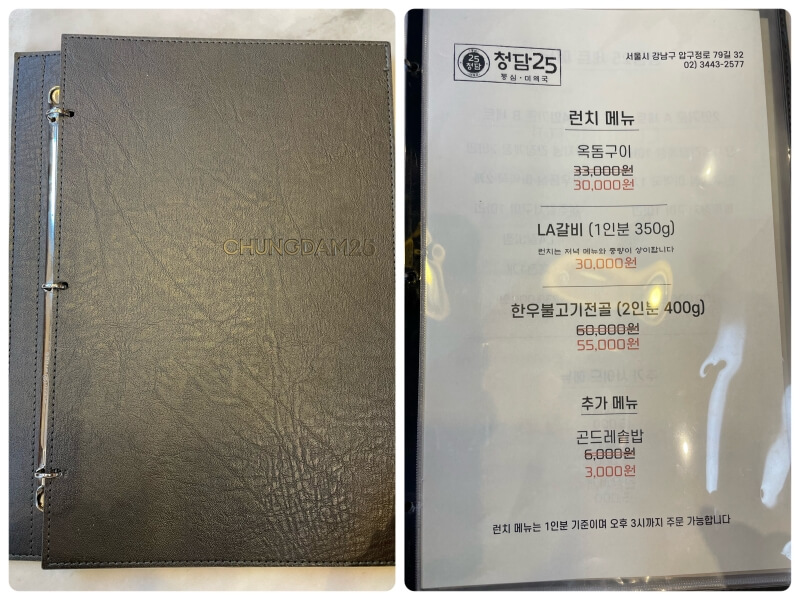 CHUNGDAM25
25
청담
청담25
등심·미역국
서울시 강남구 압구정로 79길 32
02) 3443-2577
런치 메뉴
옥돔구이
33,000원
30,000원
LA갈비 (1인분 350g)
런치는 저녁 메뉴와 중량이 상이합니다
30,000원
한우불고기전골 (2인분 400g)
60,000원
55,000원
추가 메뉴
곤드레솥밥
6,000원
3,000원
런치 메뉴는 1인분 기준이며 오후 3시까지 주문 가능합니다